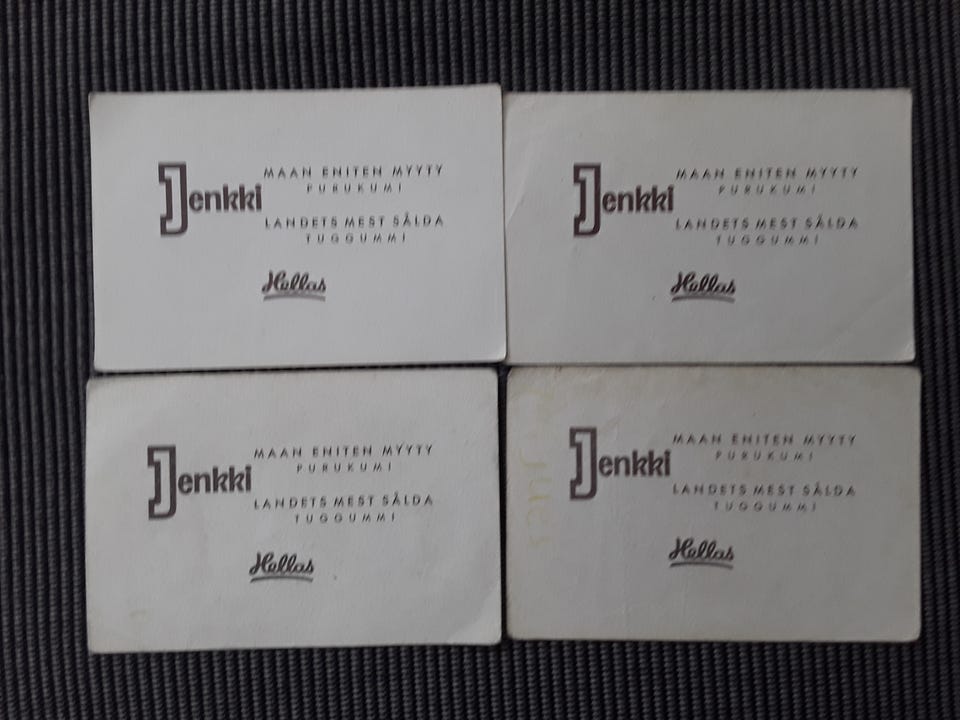 Jenkki
MAAN ENITEN MYYTY
PURUKUMI
LANDETS MEST SÅLDA
TUGGUMMI
Hellas
Jenkki
MAAN ENITEN MYYTY
PURUKUMI
LANDETS MEST SÅLDA
TUGGUMMI
Hellas
Jenkki
MAAN ENITEN MYYTY
PURUKUMI
LANDETS MEST SÅLDA
TUGGUMMI
Hellas
Jenkki
MAAN ENITEN MYYTY
PURUKUMI
LANDETS MEST SÅLDA
TUGGUMMI
Hellas